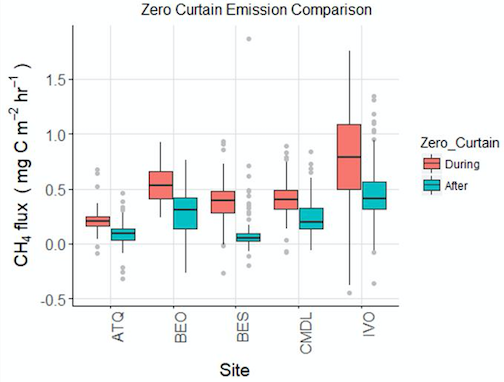 Zero Curtain Emission Comparison
CH₄ flux ( mg C m⁻² hr⁻¹ )
1.5
1.0
0.5
0.0
-0.5
ATQ
BEO
BES
CMDL
IVO
Site
Zero_Curtain
During
After